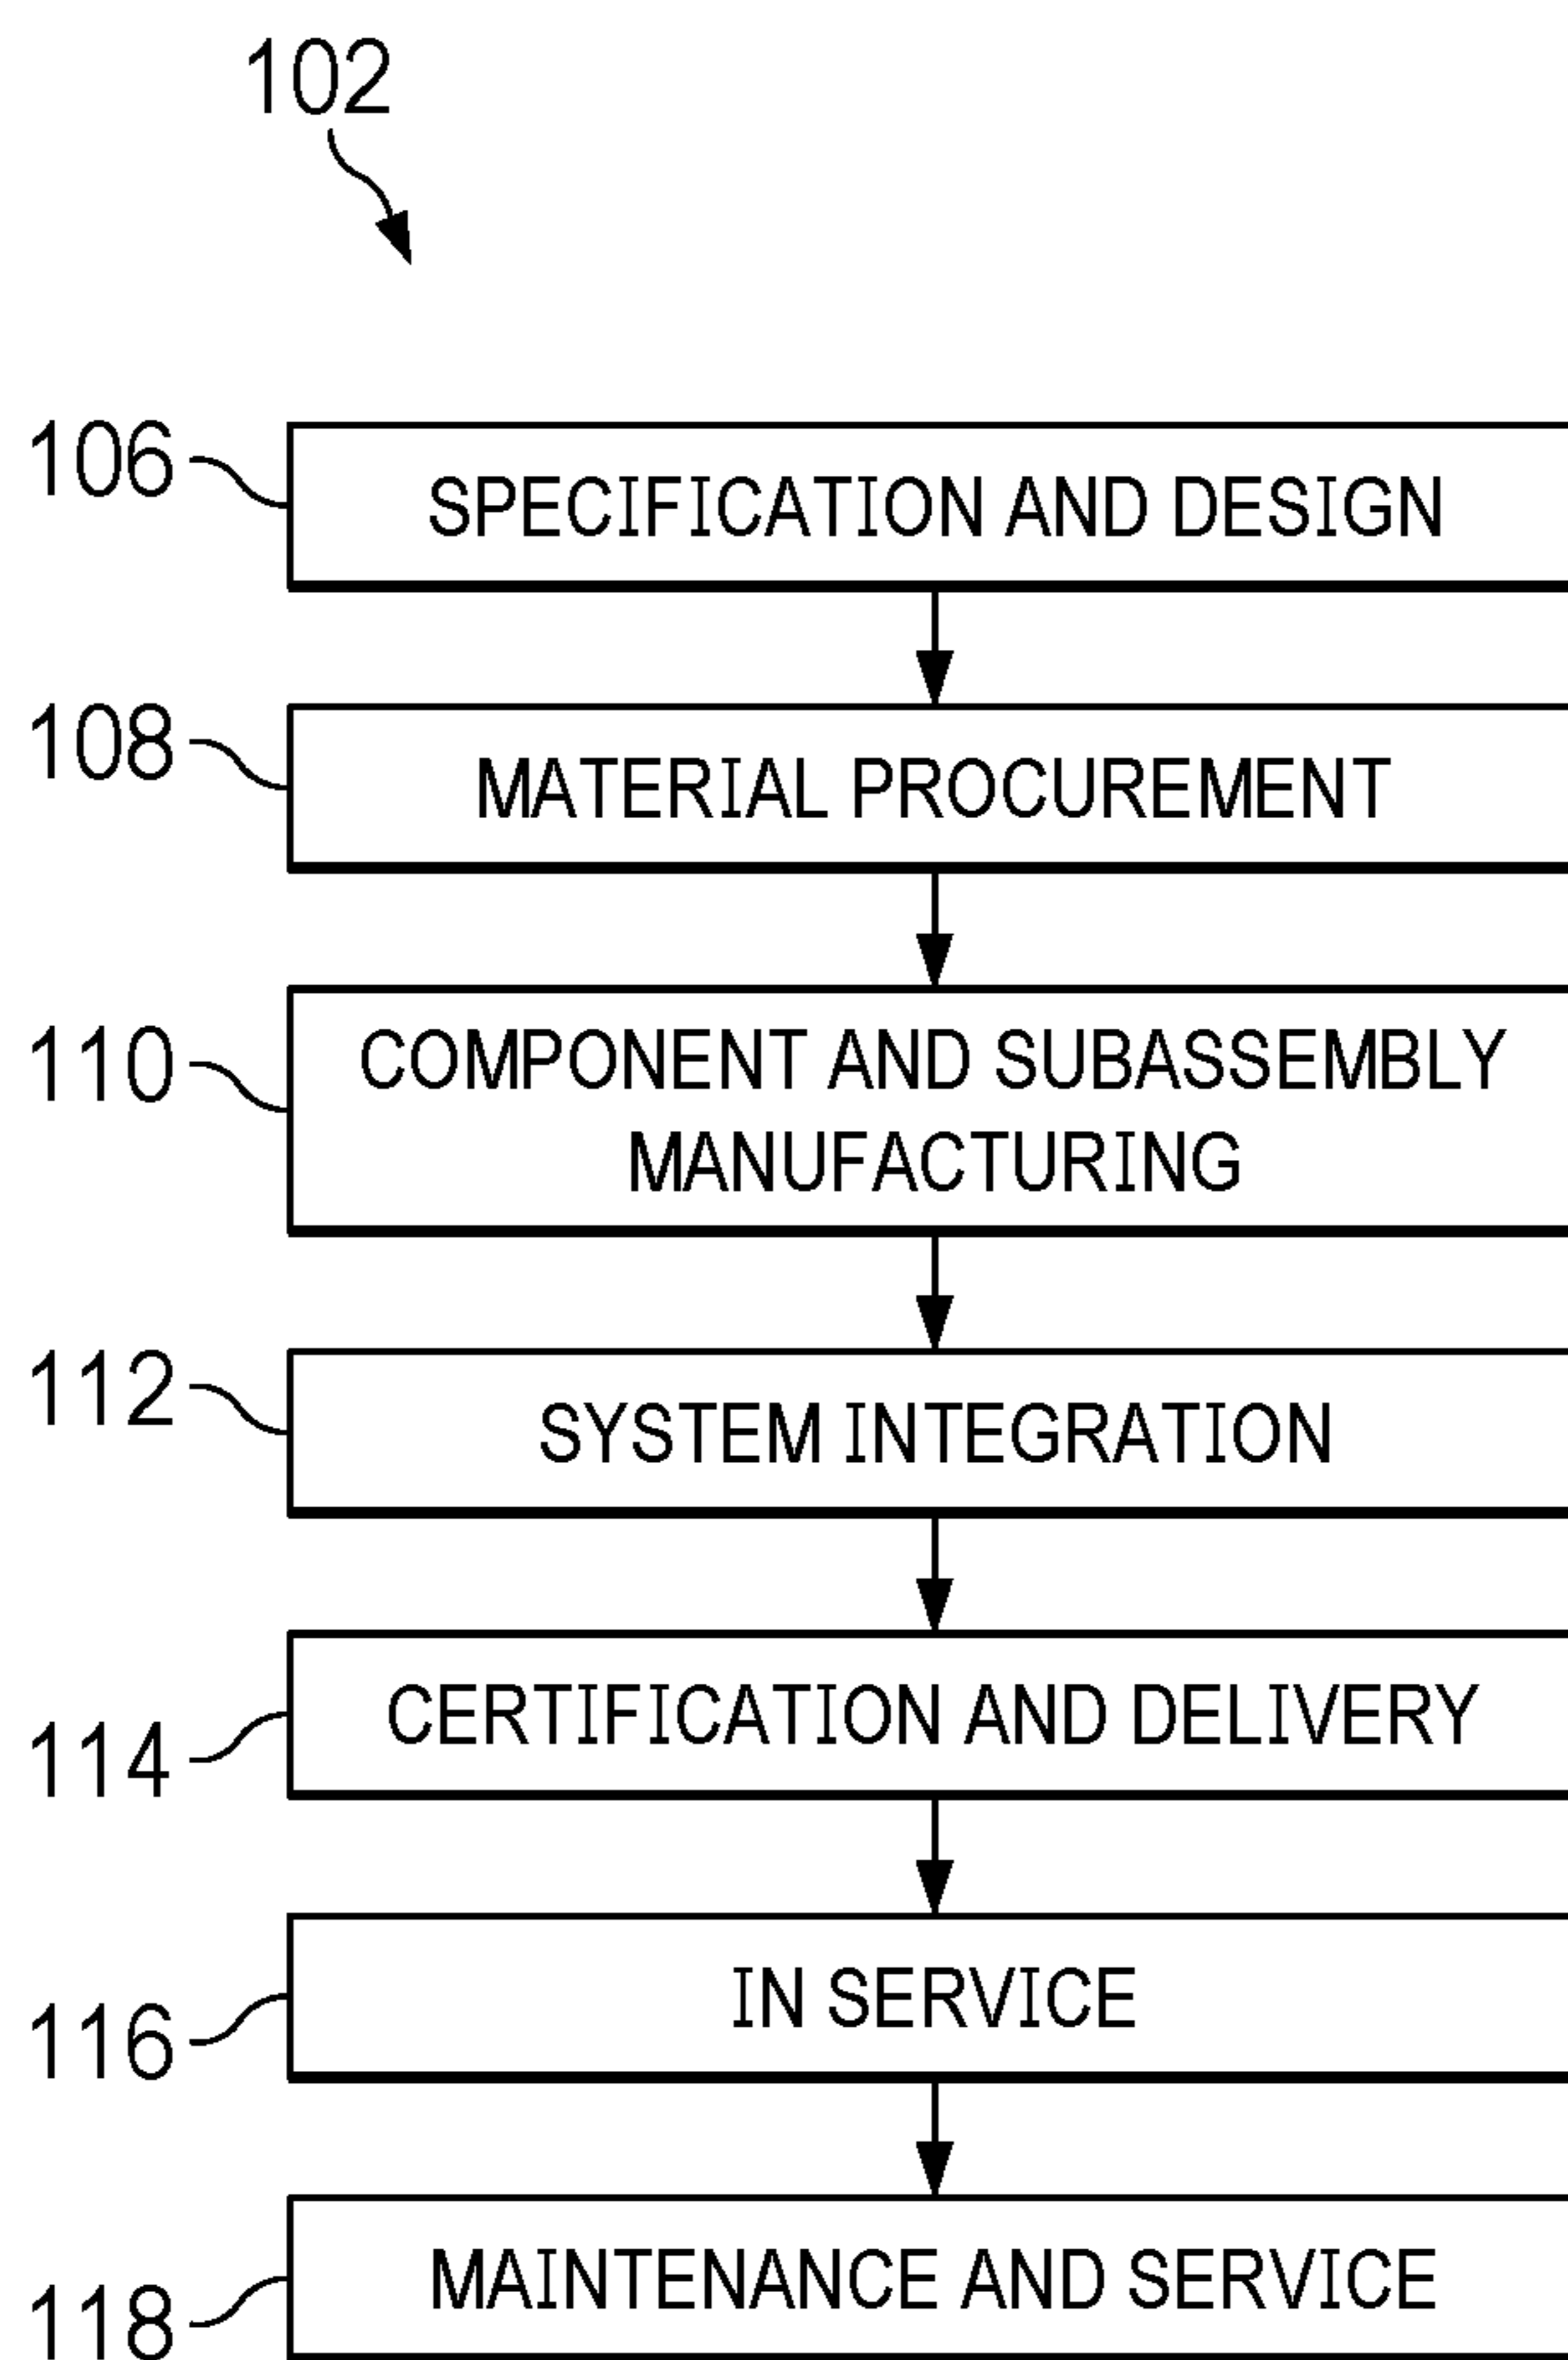 102
106
SPECIFICATION AND DESIGN
108
MATERIAL PROCUREMENT
110
COMPONENT AND SUBASSEMBLY
MANUFACTURING
112
SYSTEM INTEGRATION
114
CERTIFICATION AND DELIVERY
116
IN SERVICE
118
MAINTENANCE AND SERVICE